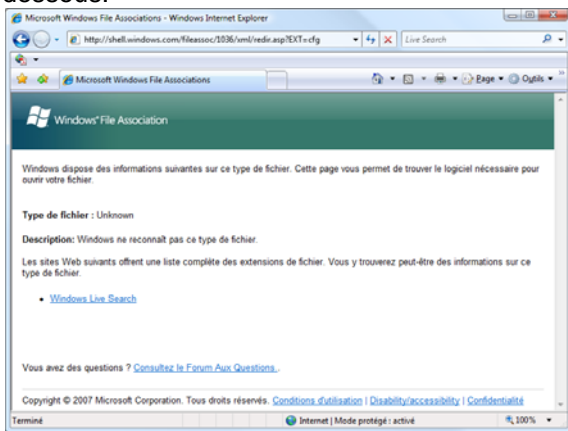 dessous:
Microsoft Windows File Associations - Windows Internet Explorer
http://shell.windows.com/fileassoc/1036/xml/redir.asp?EXT=cfg
Live Search
Microsoft Windows File Associations
Page
Outils
Windows® File Association
Windows dispose des informations suivantes sur ce type de fichier. Cette page vous permet de trouver le logiciel nécessaire pour
ouvrir votre fichier.
Type de fichier : Unknown
Description: Windows ne reconnaît pas ce type de fichier.
Les sites Web suivants offrent une liste complète des extensions de fichier. Vous y trouverez peut-être des informations sur ce
type de fichier.
• Windows Live Search
Vous avez des questions ? Consultez le Forum Aux Questions.
Copyright © 2007 Microsoft Corporation. Tous droits réservés. Conditions d'utilisation | Disability/accessibility | Confidentialité
Terminé
Internet | Mode protégé : activé
100%